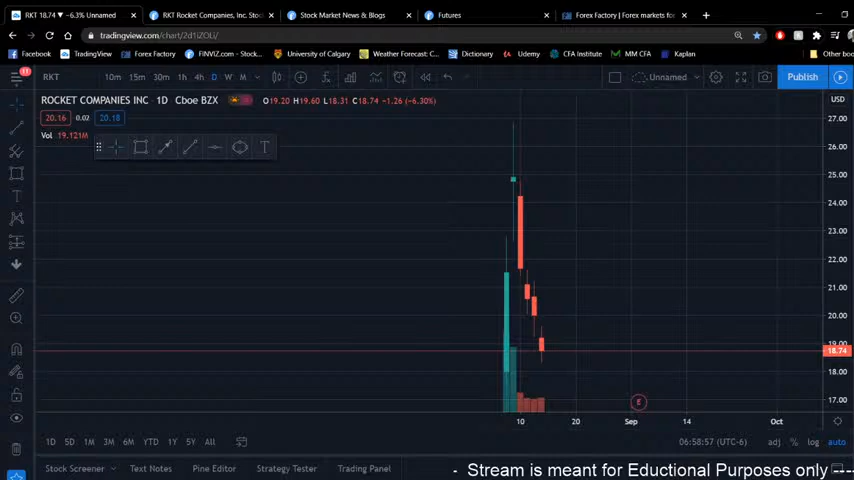 RKT 18.74 ▼ −6.3% Unnamed
RKT Rocket Companies, Inc. Stoc
Stock Market News & Blogs
Futures
Forex Factory | Forex markets fo
tradingview.com/chart/2d1IZOLI/
Facebook
TradingView
Forex Factory
FINVIZ.com - Stock...
University of Calgary
Weather Forecast: C...
Dictionary
Udemy
CFA Institute
MM CFA
Kaplan
Other boo
11
RKT
10m 15m 30m 1h 4h D W M
Unnamed
Publish
ROCKET COMPANIES INC · 1D · Cboe BZX
O19.20 H19.60 L18.31 C18.74 −1.26 (−6.30%)
USD
20.16 0.02 20.18
Vol 19.121M
T
27.00
26.00
25.00
24.00
23.00
22.00
21.00
20.00
19.00
18.74
18.00
17.00
E
10 20 Sep 14 Oct
1D 5D 1M 3M 6M YTD 1Y 5Y All
06:58:57 (UTC-6)
adj % log auto
Stock Screener
Text Notes
Pine Editor
Strategy Tester
Trading Panel
- Stream is meant for Eductional Purposes only ----